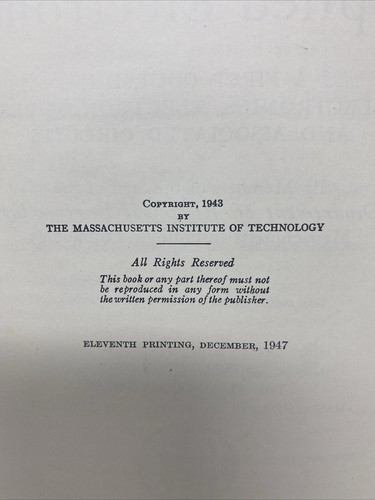 COPYRIGHT, 1943
BY
THE MASSACHUSETTS INSTITUTE OF TECHNOLOGY
All Rights Reserved
This book or any part thereof must not
be reproduced in any form without
the written permission of the publisher.
ELEVENTH PRINTING, DECEMBER, 1947